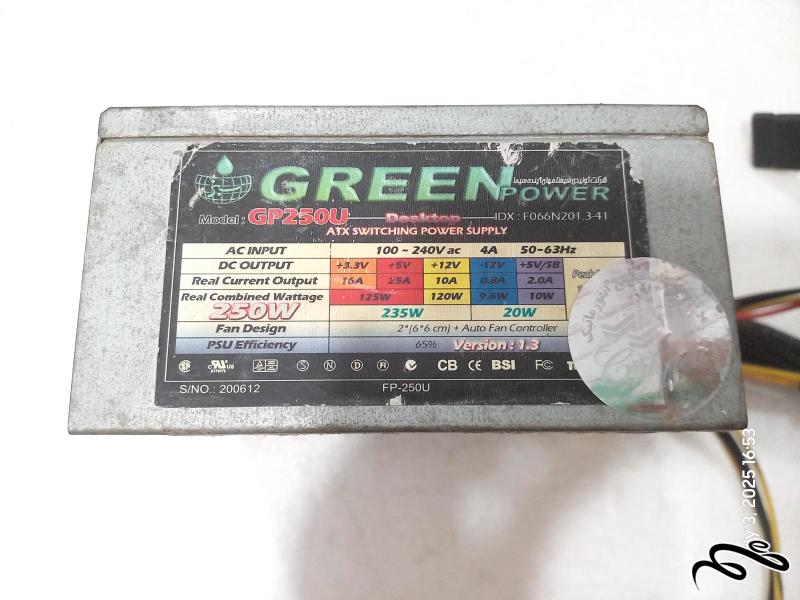 GREEN POWER
Model : GP250U Desktop IDX : F066N201.3-41
ATX SWITCHING POWER SUPPLY
AC INPUT 100 ~ 240V ac 4A 50~63Hz
DC OUTPUT +3.3V +5V +12V -12V +5V/SB
Real Current Output 16A 25A 10A 0.8A 2.0A
Real Combined Wattage 125W 120W 9.6W 10W
250W 235W 20W
Fan Design 2*(6*6 cm) + Auto Fan Controller
PSU Efficiency 65% Version : 1.3
US S N D R CB CE BSI FC
S/NO.: 200612 FP-250U
3, 2025 16:53